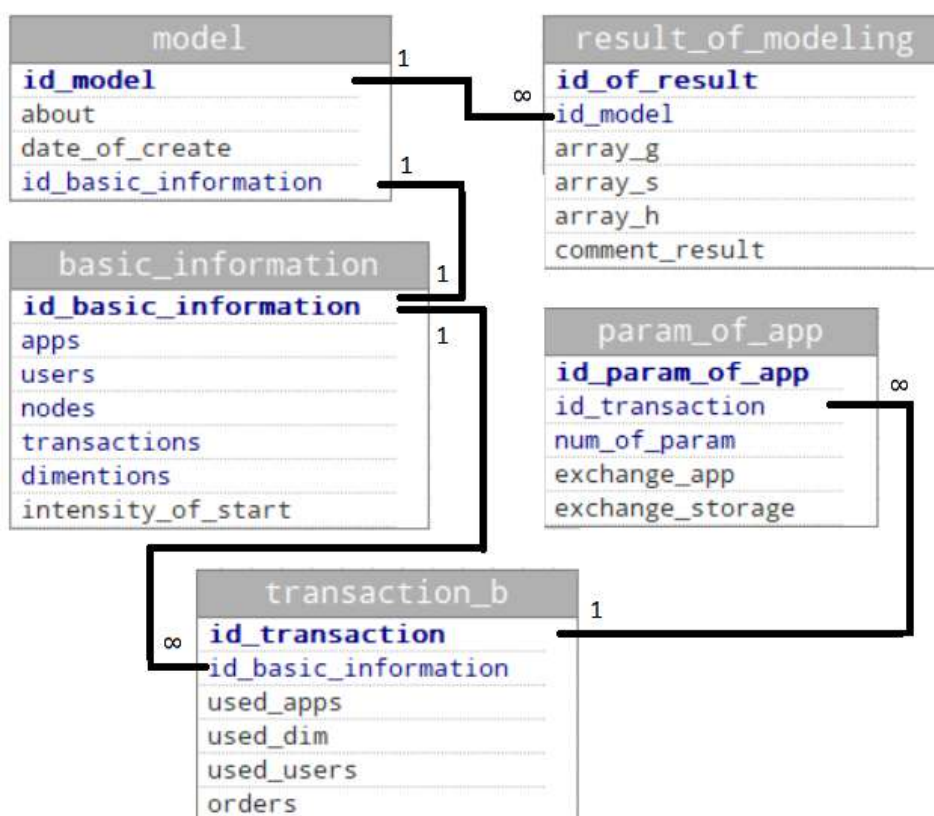 model
id_model
about
date_of_create
id_basic_information
1
∞
1
result_of_modeling
id_of_result
id_model
array_g
array_s
array_h
comment_result
basic_information
id_basic_information
apps
users
nodes
transactions
dimentions
intensity_of_start
1
1
param_of_app
id_param_of_app
id_transaction
num_of_param
exchange_app
exchange_storage
∞
transaction_b
id_transaction
id_basic_information
used_apps
used_dim
used_users
orders
1
∞